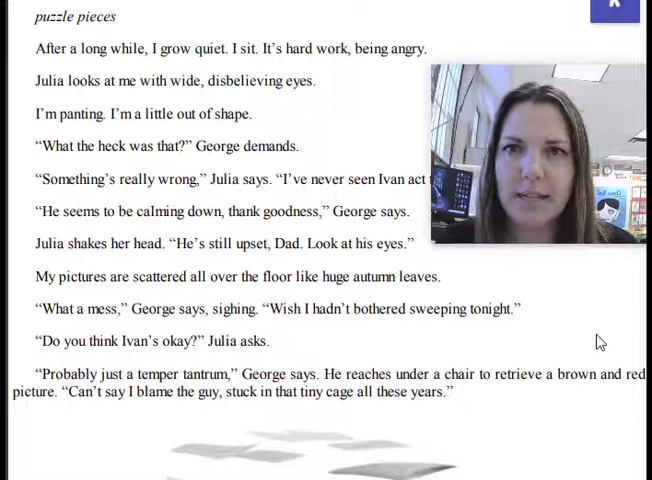 puzzle pieces
After a long while, I grow quiet. I sit. It’s hard work, being angry.
Julia looks at me with wide, disbelieving eyes.
I’m panting. I’m a little out of shape.
“What the heck was that?” George demands.
“Something’s really wrong,” Julia says. “I’ve never seen Ivan act
“He seems to be calming down, thank goodness,” George says.
Julia shakes her head. “He’s still upset, Dad. Look at his eyes.”
My pictures are scattered all over the floor like huge autumn leaves.
“What a mess,” George says, sighing. “Wish I hadn’t bothered sweeping tonight.”
“Do you think Ivan’s okay?” Julia asks.
“Probably just a temper tantrum,” George says. He reaches under a chair to retrieve a brown and red
picture. “Can’t say I blame the guy, stuck in that tiny cage all these years.”